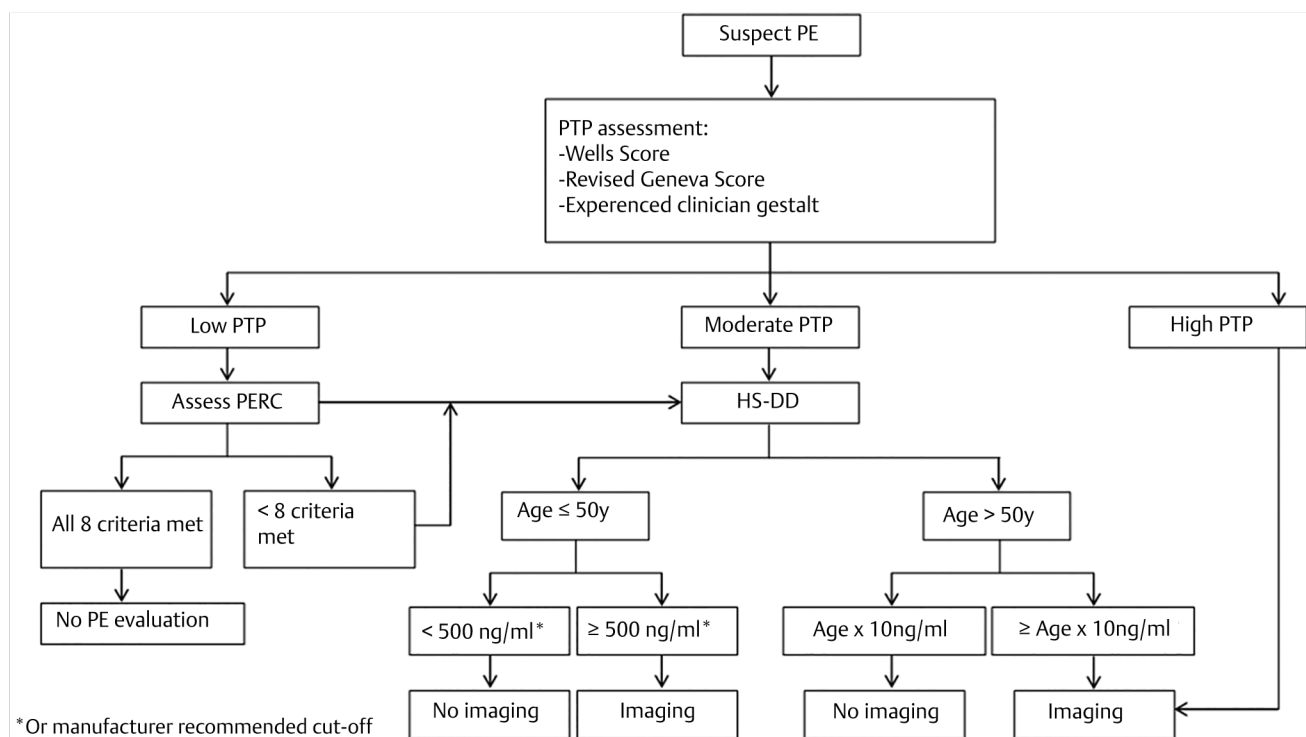 Suspect PE
PTP assessment:
-Wells Score
-Revised Geneva Score
-Experenced clinician gestalt
Low PTP
Moderate PTP
High PTP
Assess PERC
HS-DD
All 8 criteria met
< 8 criteria
met
Age ≤ 50y
Age > 50y
No PE evaluation
< 500 ng/ml*
≥ 500 ng/ml*
Age x 10ng/ml
≥ Age x 10ng/ml
No imaging
Imaging
No imaging
Imaging
*Or manufacturer recommended cut-off